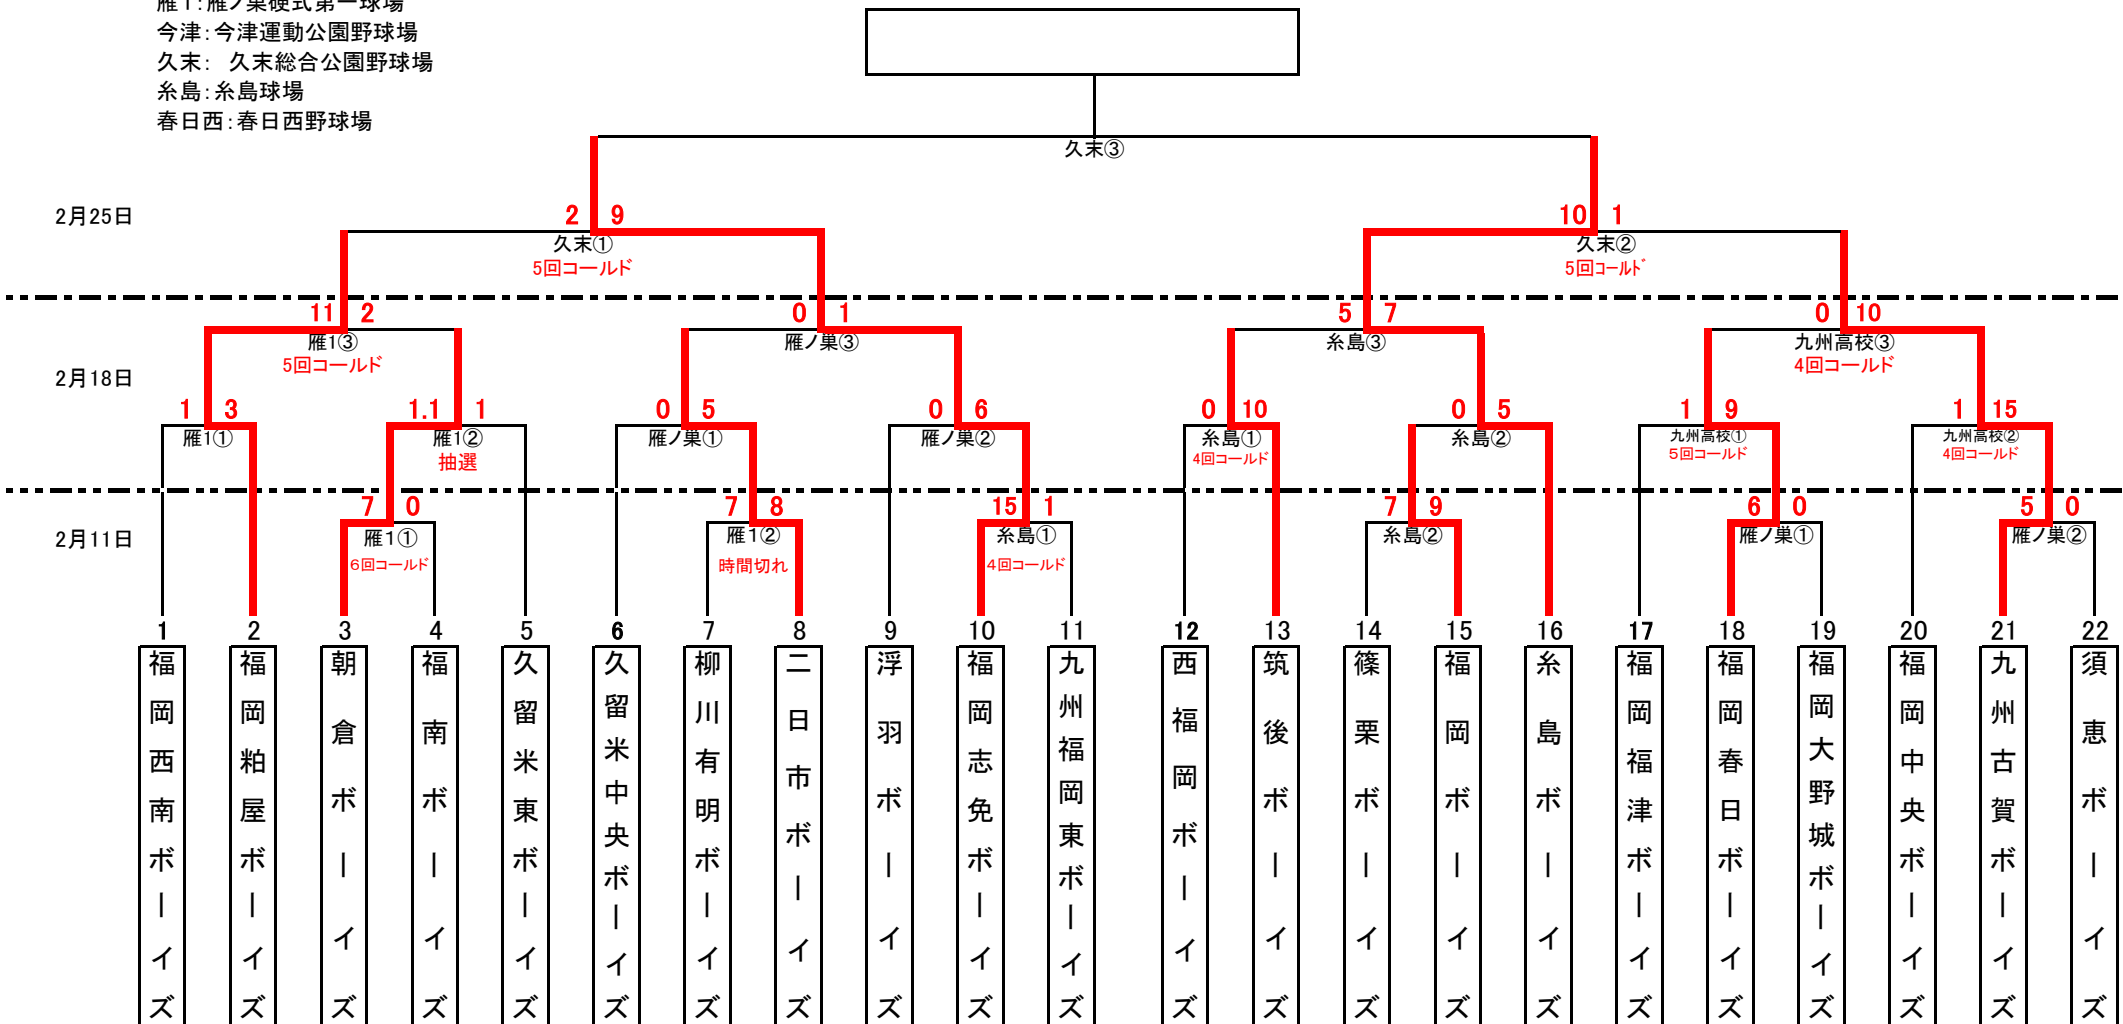 雁1:雁ノ巣硬式第一球場
今津:今津運動公園野球場
久末: 久末総合公園野球場
糸島:糸島球場
春日西:春日西野球場
久末③
2月25日
2 9
10 1
久末①
久末②
5回コールド
5回コールド
11 2
0 1
5 7
0 10
雁1③
雁ノ巣③
糸島③
九州高校③
5回コールド
4回コールド
2月18日
1 3
1.1 1
0 5
0 6
0 10
0 5
1 9
1 15
雁1①
雁1②
雁ノ巣①
雁ノ巣②
糸島①
糸島②
九州高校①
九州高校②
抽選
4回コールド
5回コールド
4回コールド
7 0
7 8
15 1
7 9
6 0
5 0
2月11日
雁1①
雁1②
糸島①
糸島②
雁ノ巣①
雁ノ巣②
6回コールド
時間切れ
4回コールド
1 2 3 4 5 6 7 8 9 10 11 12 13 14 15 16 17 18 19 20 21 22
福岡西南ボーイズ
福岡粕屋ボーイズ
朝倉ボーイズ
福南ボーイズ
久留米東ボーイズ
久留米中央ボーイズ
柳川有明ボーイズ
二日市ボーイズ
浮羽ボーイズ
福岡志免ボーイズ
九州福岡東ボーイズ
西福岡ボーイズ
筑後ボーイズ
篠栗ボーイズ
福岡ボーイズ
糸島ボーイズ
福岡福津ボーイズ
福岡春日ボーイズ
福岡大野城ボーイズ
福岡中央ボーイズ
九州古賀ボーイズ
須恵ボーイズ